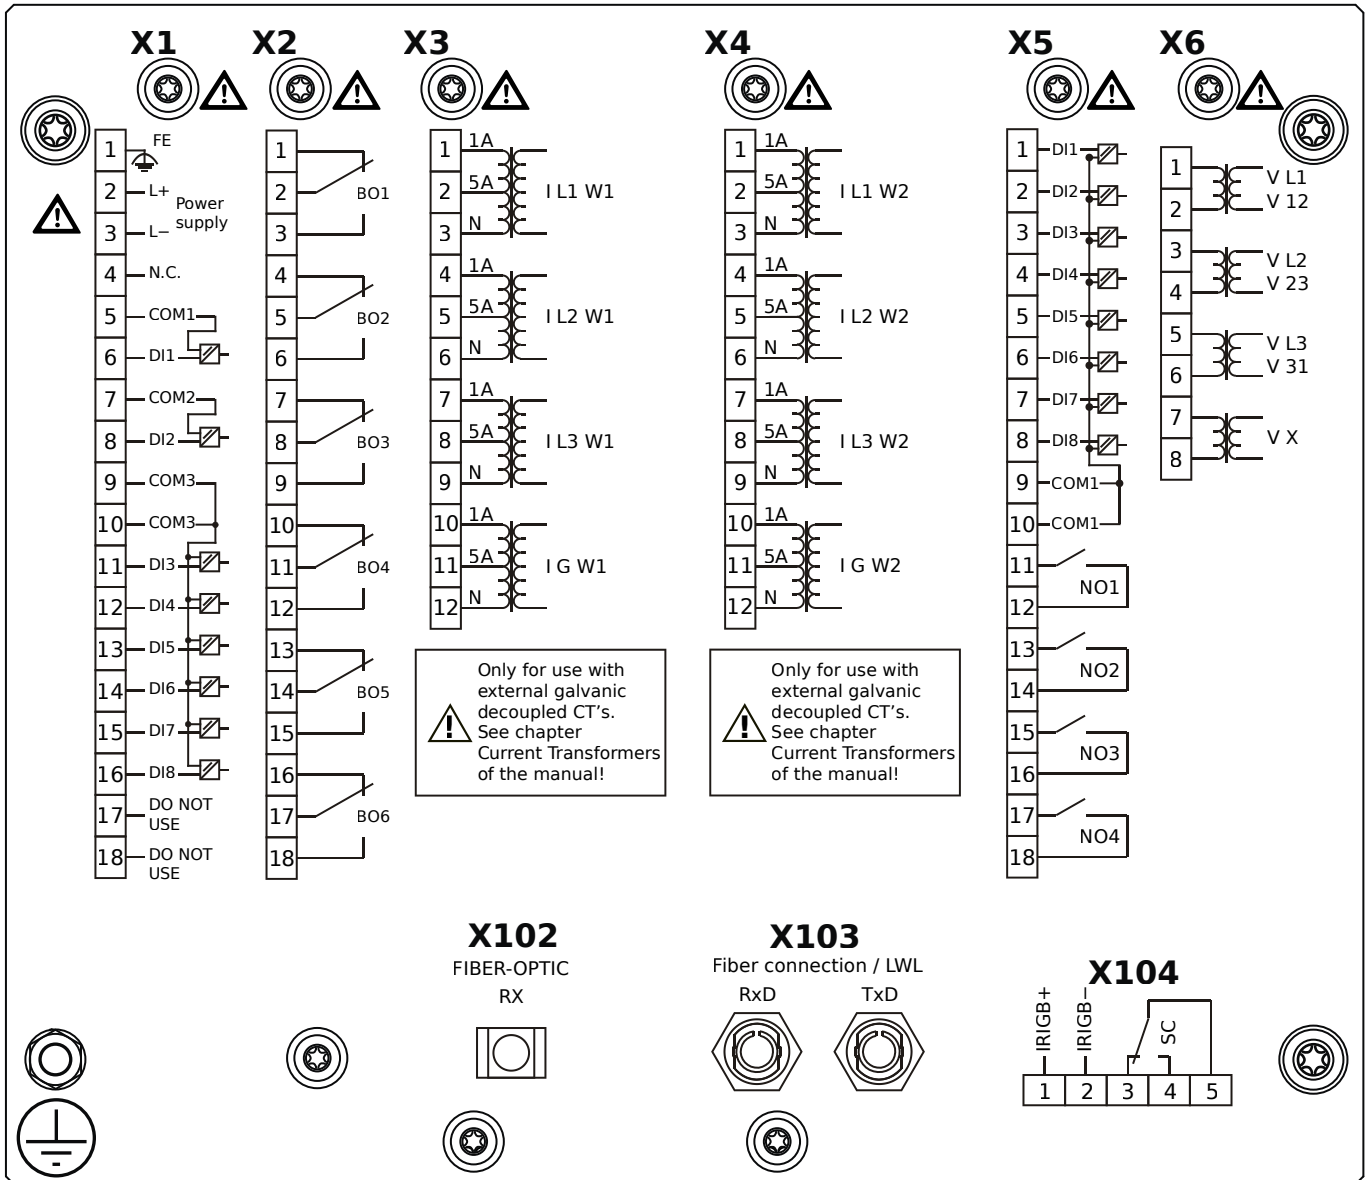 X1
X2
X3
X4
X5
X6
1
FE
2
L+
Power
supply
3
L−
4
N.C.
5
COM1
6
DI1
7
COM2
8
DI2
9
COM3
10
COM3
11
DI3
12
DI4
13
DI5
14
DI6
15
DI7
16
DI8
17
DO NOT
USE
18
DO NOT
USE
1
2
BO1
3
4
5
BO2
6
7
8
BO3
9
10
11
BO4
12
13
14
BO5
15
16
17
BO6
18
1
1A
2
5A
I L1 W1
3
N
4
1A
5
5A
I L2 W1
6
N
7
1A
8
5A
I L3 W1
9
N
10
1A
11
5A
I G W1
12
N
Only for use with
external galvanic
decoupled CT's.
See chapter
Current Transformers
of the manual!
1
1A
2
5A
I L1 W2
3
N
4
1A
5
5A
I L2 W2
6
N
7
1A
8
5A
I L3 W2
9
N
10
1A
11
5A
I G W2
12
N
Only for use with
external galvanic
decoupled CT's.
See chapter
Current Transformers
of the manual!
1
DI1
2
DI2
3
DI3
4
DI4
5
DI5
6
DI6
7
DI7
8
DI8
9
COM1
10
COM1
11
NO1
12
13
NO2
14
15
NO3
16
17
NO4
18
1
V L1
V 12
2
3
V L2
V 23
4
5
V L3
V 31
6
7
V X
8
X102
FIBER-OPTIC
RX
X103
Fiber connection / LWL
RxD
TxD
X104
IRIGB+
IRIGB−
SC
1
2
3
4
5